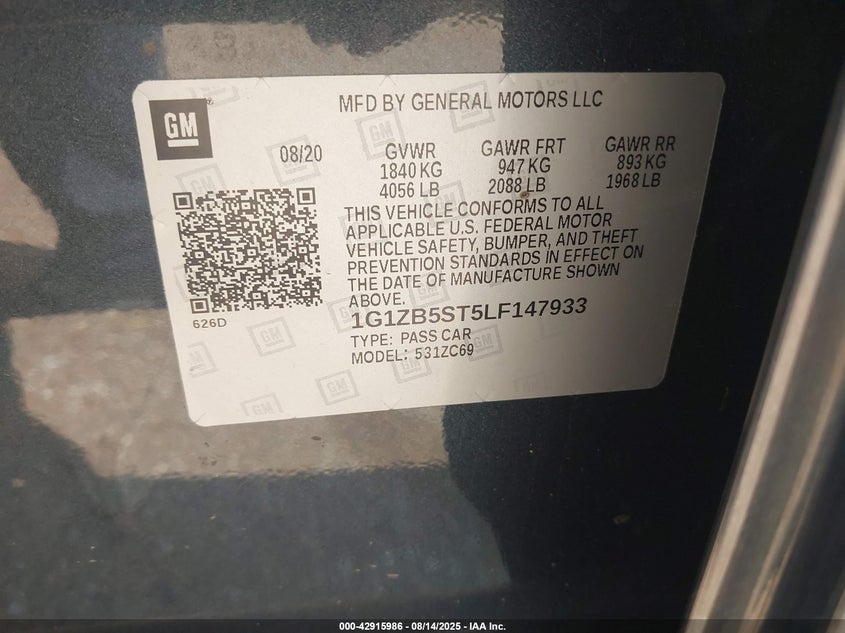 GM
MFD BY GENERAL MOTORS LLC
08/20
GVWR
1840 KG
4056 LB
GAWR FRT
947 KG
2088 LB
GAWR RR
893 KG
1968 LB
THIS VEHICLE CONFORMS TO ALL
APPLICABLE U.S. FEDERAL MOTOR
VEHICLE SAFETY, BUMPER, AND THEFT
PREVENTION STANDARDS IN EFFECT ON
THE DATE OF MANUFACTURE SHOWN
ABOVE.
626D
1G1ZB5ST5LF147933
TYPE: PASS CAR
MODEL: 531ZC69
000-42915986 - 08/14/2025 - IAA Inc.